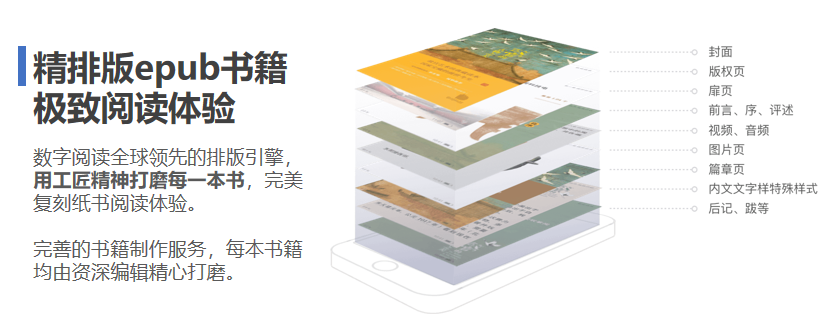 精排版epub书籍
极致阅读体验
数字阅读全球领先的排版引擎，
用工匠精神打磨每一本书，完美
复刻纸书阅读体验。
完善的书籍制作服务，每本书籍
均由资深编辑精心打磨。
封面
版权页
扉页
前言、序、评述
视频、音频
图片页
篇章页
内文文字样特殊样式
后记、跋等